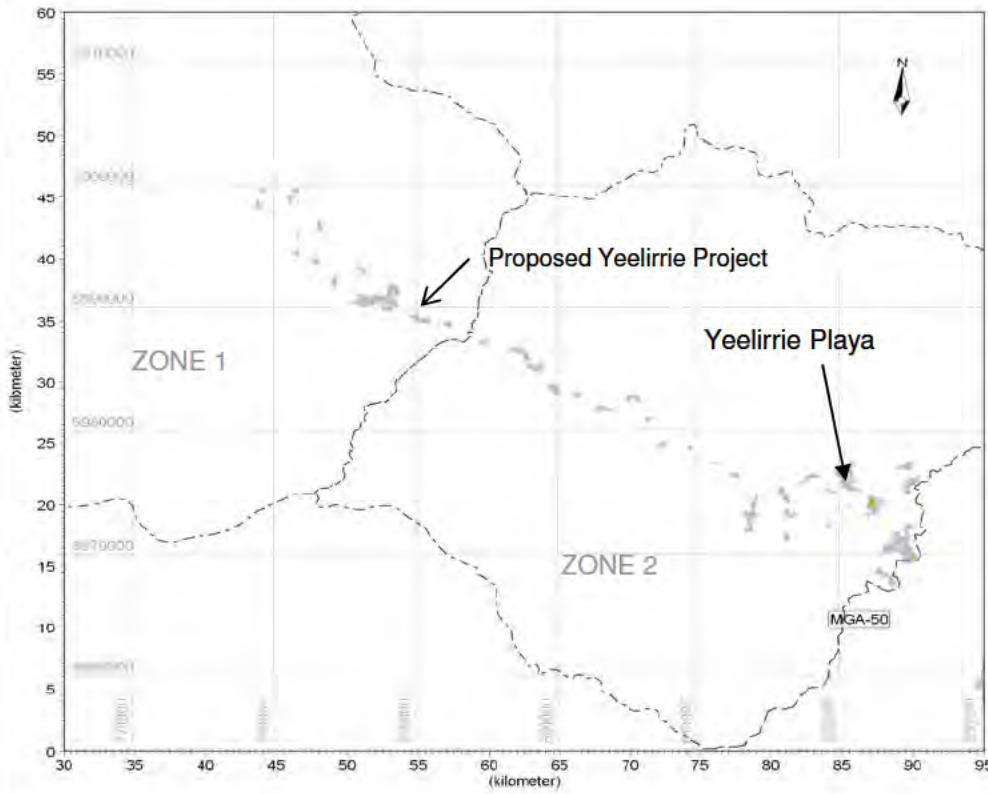 60
55
50
45
40
35
30
25
20
15
10
5
0
(kilometer)
N
Proposed Yeelirrie Project
ZONE 1
Yeelirrie Playa
ZONE 2
MGA-50
30 35 40 45 50 55 60 65 70 75 80 85 90 95
(kilometer)